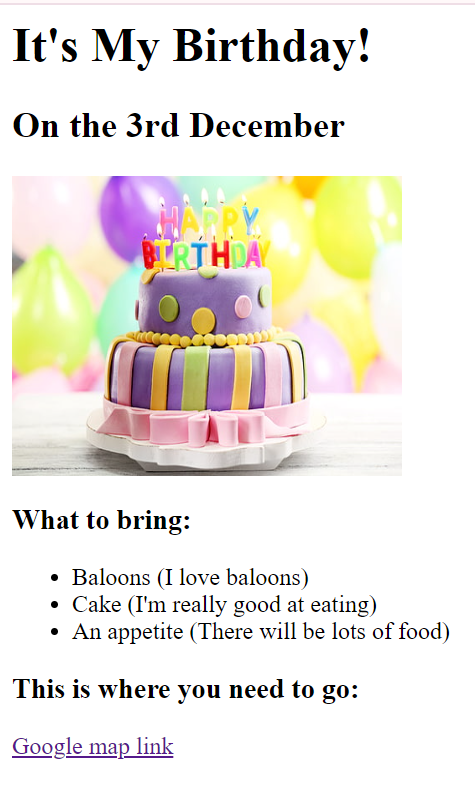 It's My Birthday!
On the 3rd December
HAPPY
BIRTHDAY
What to bring:
Baloons (I love baloons)
Cake (I'm really good at eating)
An appetite (There will be lots of food)
This is where you need to go:
Google map link